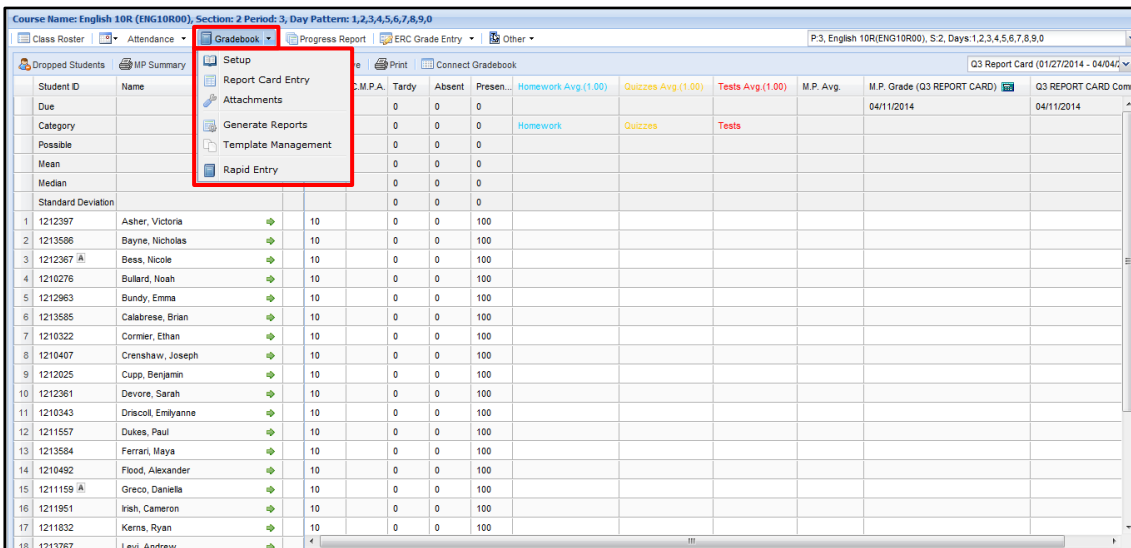 Course Name: English 10R (ENG10R00), Section: 2 Period: 3, Day Pattern: 1,2,3,4,5,6,7,8,9,0
Class Roster Attendance Gradebook Progress Report ERC Grade Entry Other P:3, English 10R(ENG10R00), S:2, Days:1,2,3,4,5,6,7,8,9,0
Dropped Students MP Summary Print Connect Gradebook Q3 Report Card (01/27/2014 - 04/04/
Setup
Report Card Entry
Attachments
Generate Reports
Template Management
Rapid Entry
Student ID Name C.M.P.A. Tardy Absent Presen... Homework Avg.(1.00) Quizzes Avg.(1.00) Tests Avg.(1.00) M.P. Avg. M.P. Grade (Q3 REPORT CARD) Q3 REPORT CARD Com
Due 0 0 0 04/11/2014 04/11/2014
Category 0 0 0 Homework Quizzes Tests
Possible 0 0 0
Mean 0 0 0
Median 0 0 0
Standard Deviation 0 0 0
1 1212397 Asher, Victoria 10 0 0 100
2 1213586 Bayne, Nicholas 10 0 0 100
3 1212367 A Bess, Nicole 10 0 0 100
4 1210276 Bullard, Noah 10 0 0 100
5 1212963 Bundy, Emma 10 0 0 100
6 1213585 Calabrese, Brian 10 0 0 100
7 1210322 Cormier, Ethan 10 0 0 100
8 1210407 Crenshaw, Joseph 10 0 0 100
9 1212025 Cupp, Benjamin 10 0 0 100
10 1212361 Devore, Sarah 10 0 0 100
11 1210343 Driscoll, Emilyanne 10 0 0 100
12 1211557 Dukes, Paul 10 0 0 100
13 1213584 Ferrari, Maya 10 0 0 100
14 1210492 Flood, Alexander 10 0 0 100
15 1211159 A Greco, Daniella 10 0 0 100
16 1211951 Irish, Cameron 10 0 0 100
17 1211832 Kerns, Ryan 10 0 0 100
18 1213767 Levi, Andrew